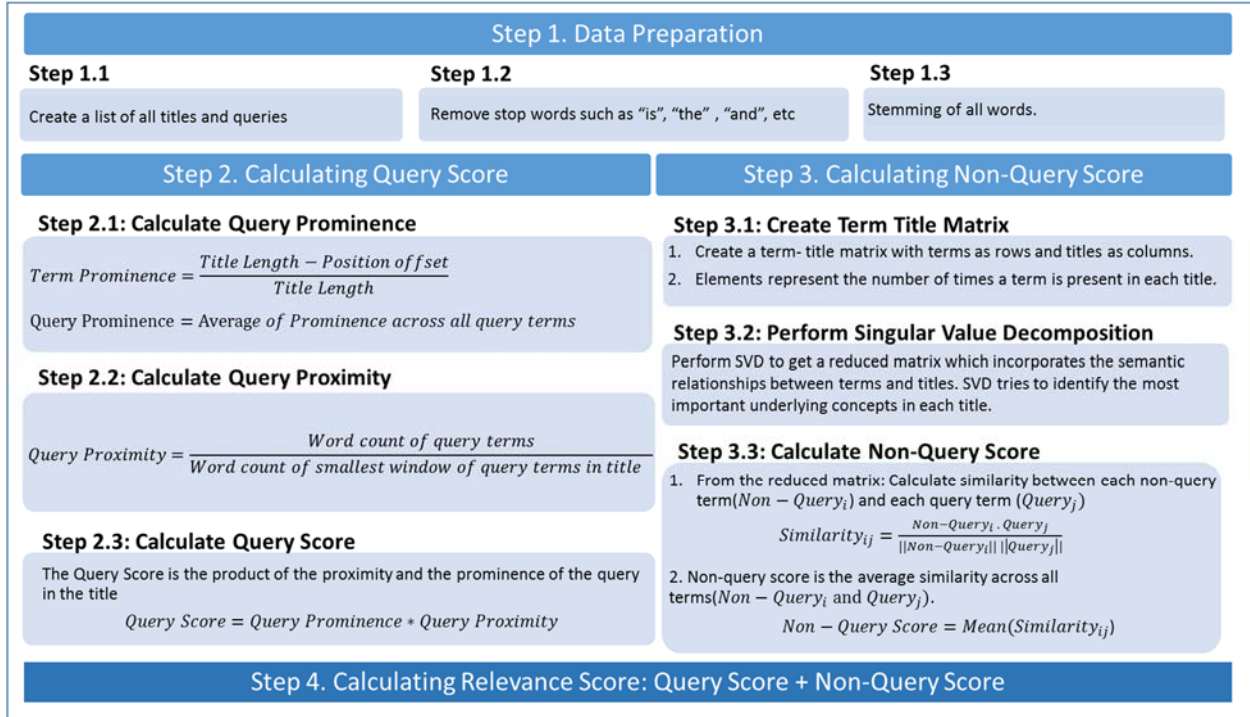 Step 1. Data Preparation
Step 1.1
Create a list of all titles and queries
Step 1.2
Remove stop words such as “is”, “the” , “and”, etc
Step 1.3
Stemming of all words.
Step 2. Calculating Query Score
Step 2.1: Calculate Query Prominence
Term Prominence = (Title Length − Position offset) / Title Length
Query Prominence = Average of Prominence across all query terms
Step 2.2: Calculate Query Proximity
Query Proximity = Word count of query terms / Word count of smallest window of query terms in title
Step 2.3: Calculate Query Score
The Query Score is the product of the proximity and the prominence of the query
in the title
Query Score = Query Prominence * Query Proximity
Step 3. Calculating Non-Query Score
Step 3.1: Create Term Title Matrix
1. Create a term- title matrix with terms as rows and titles as columns.
2. Elements represent the number of times a term is present in each title.
Step 3.2: Perform Singular Value Decomposition
Perform SVD to get a reduced matrix which incorporates the semantic
relationships between terms and titles. SVD tries to identify the most
important underlying concepts in each title.
Step 3.3: Calculate Non-Query Score
1. From the reduced matrix: Calculate similarity between each non-query
term(Non − Query_i) and each query term (Query_j)
Similarity_ij = Non−Query_i . Query_j / ||Non−Query_i|| ||Query_j||
2. Non-query score is the average similarity across all
terms(Non − Query_i and Query_j).
Non − Query Score = Mean(Similarity_ij)
Step 4. Calculating Relevance Score: Query Score + Non-Query Score